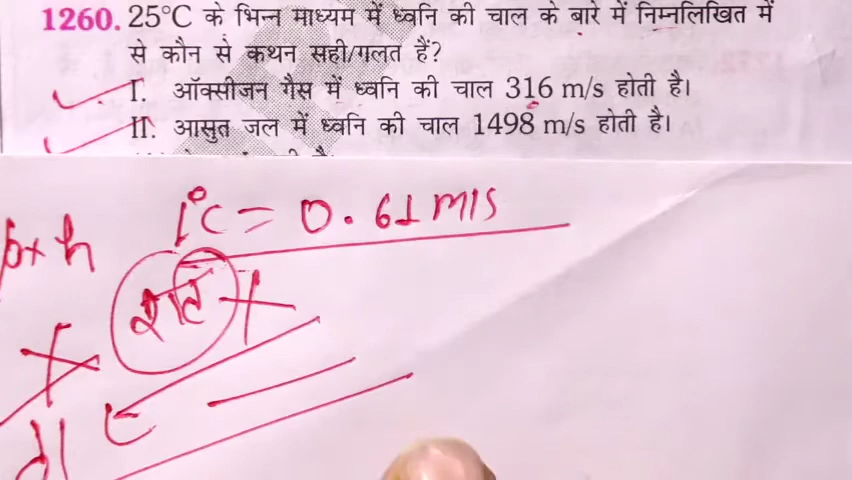 1260. 25°C के भिन्न माध्यम में ध्वनि की चाल के बारे में निम्नलिखित में
से कौन से कथन सही/गलत हैं?
I. ऑक्सीजन गैस में ध्वनि की चाल 316 m/s होती है।
II. आसुत जल में ध्वनि की चाल 1498 m/s होती है।
1°C = 0.61 m/s